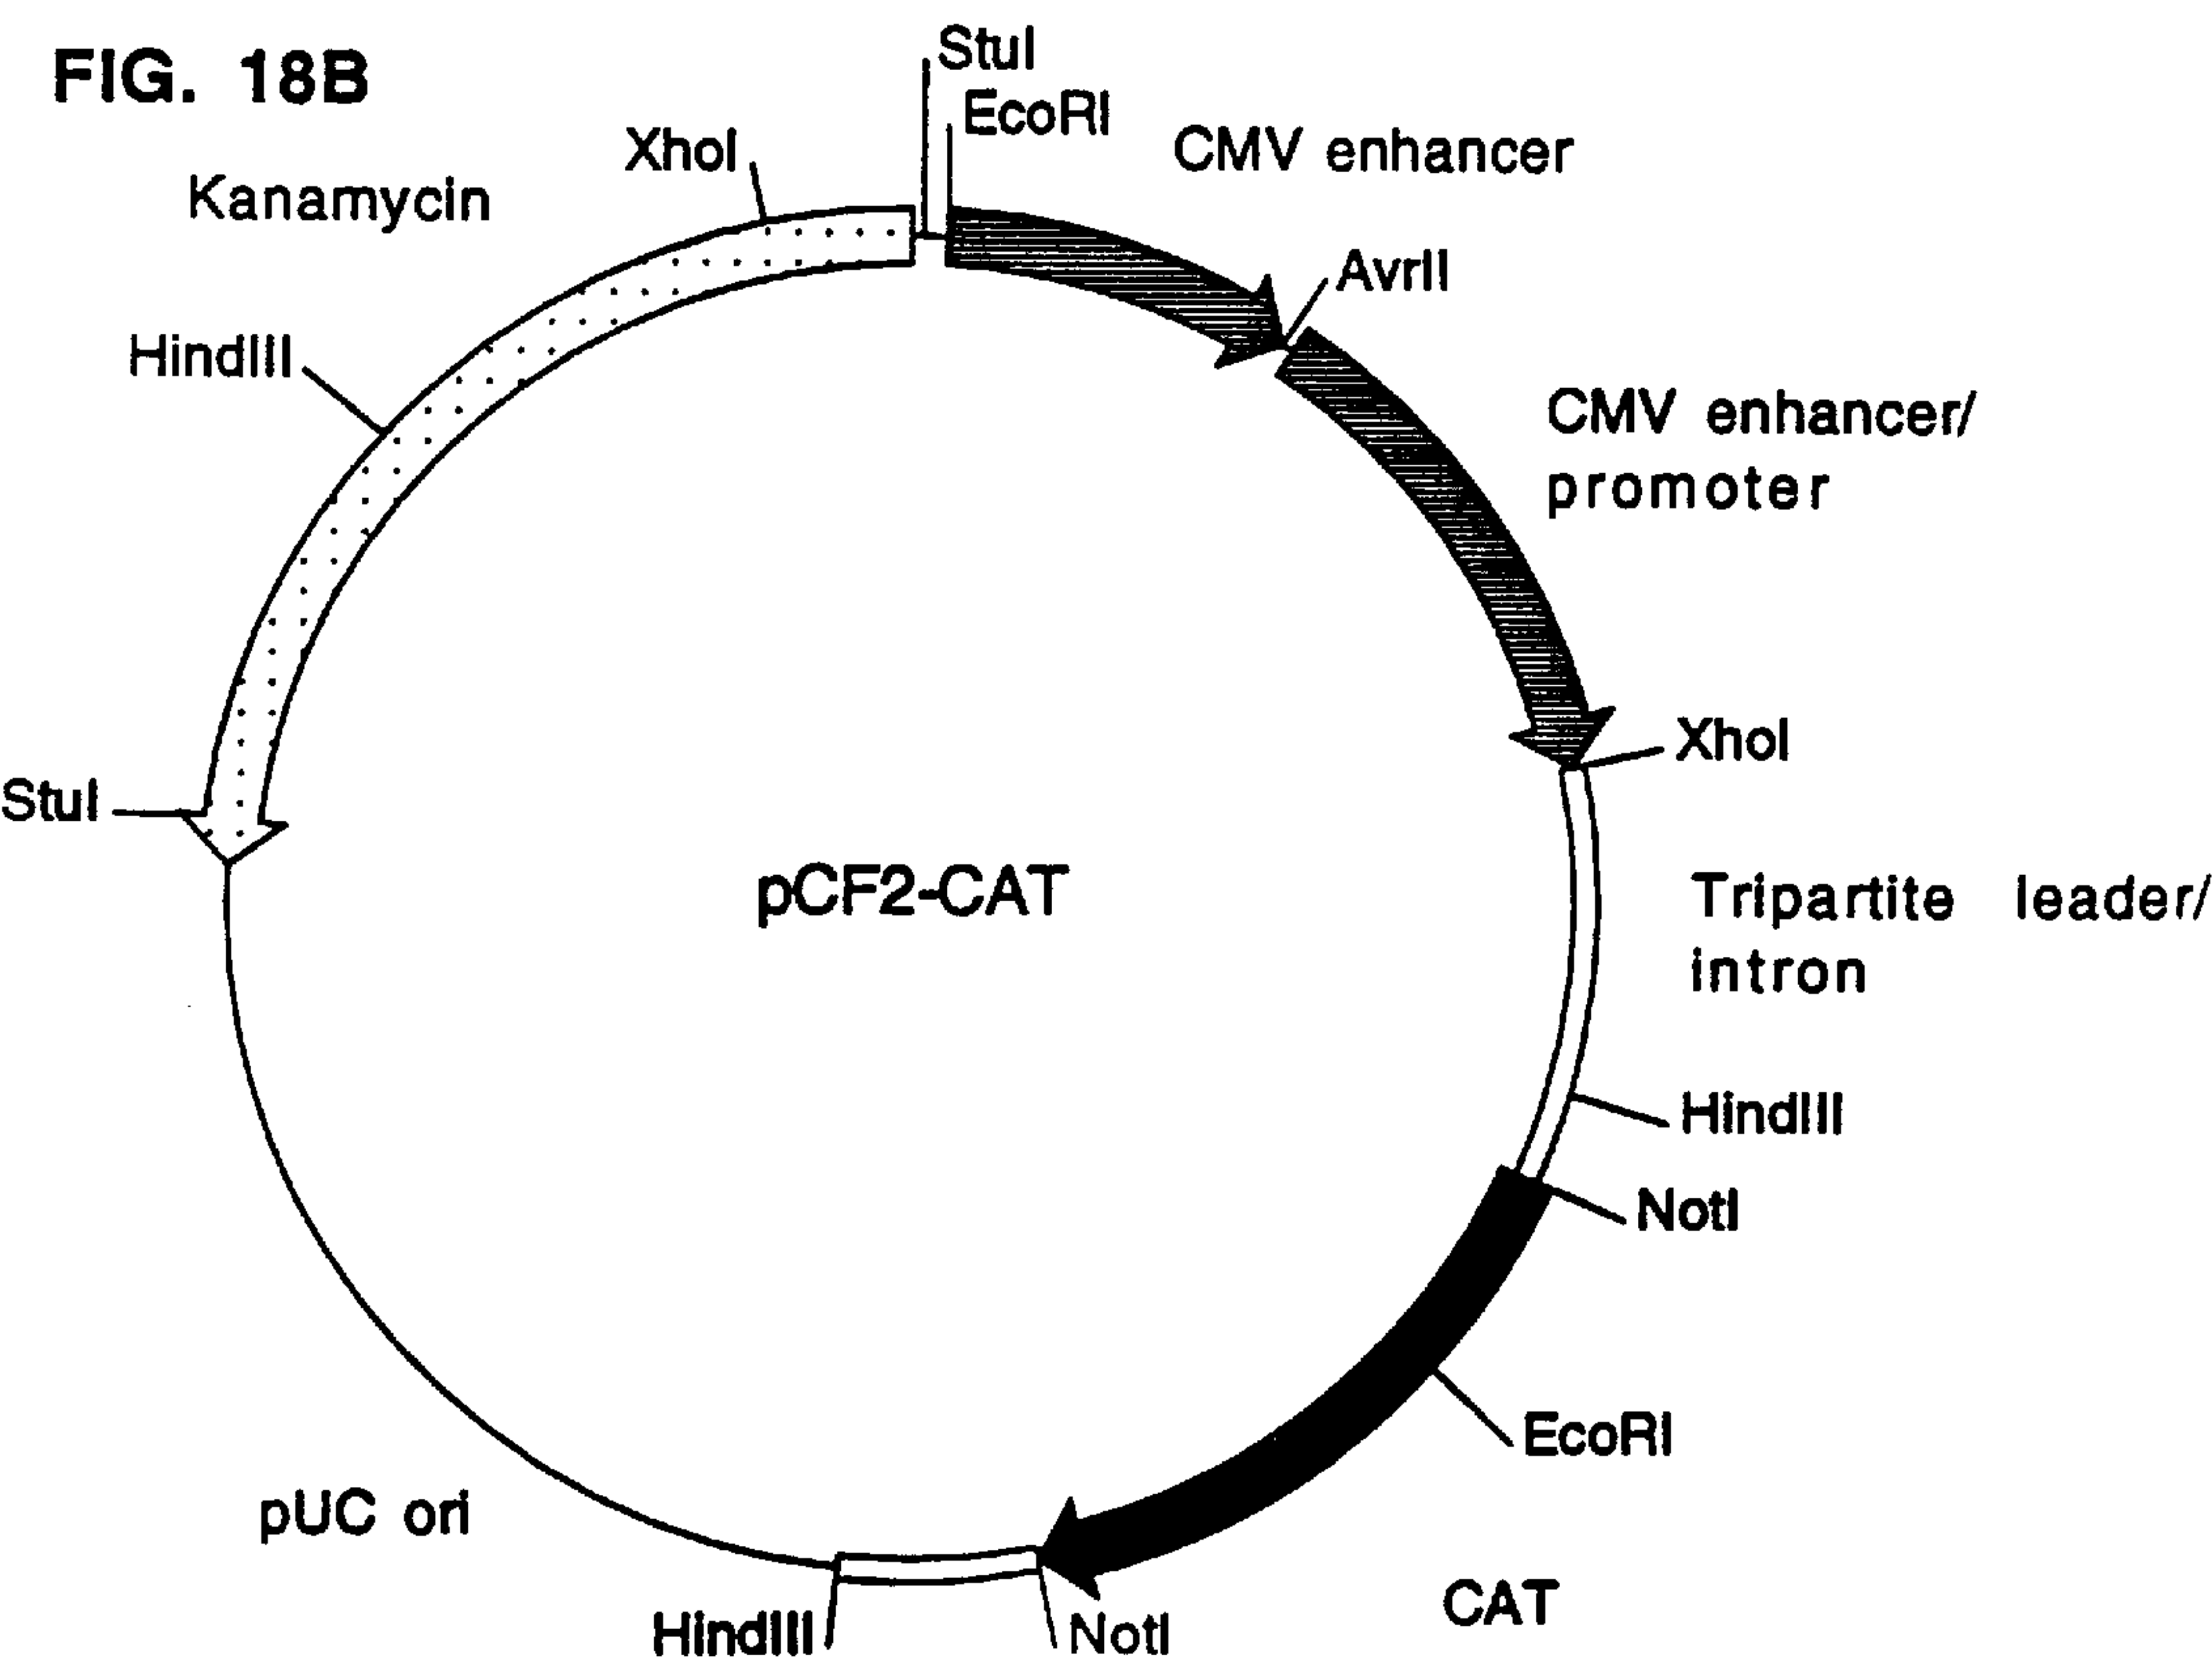 FIG. 18B
StuI
EcoRI
CMV enhancer
XhoI
Kanamycin
AvrII
HindIII
CMV enhancer/
promoter
XhoI
StuI
pCF2-CAT
Tripartite leader/
intron
HindIII
NotI
EcoRI
pUC ori
CAT
HindIII
NotI